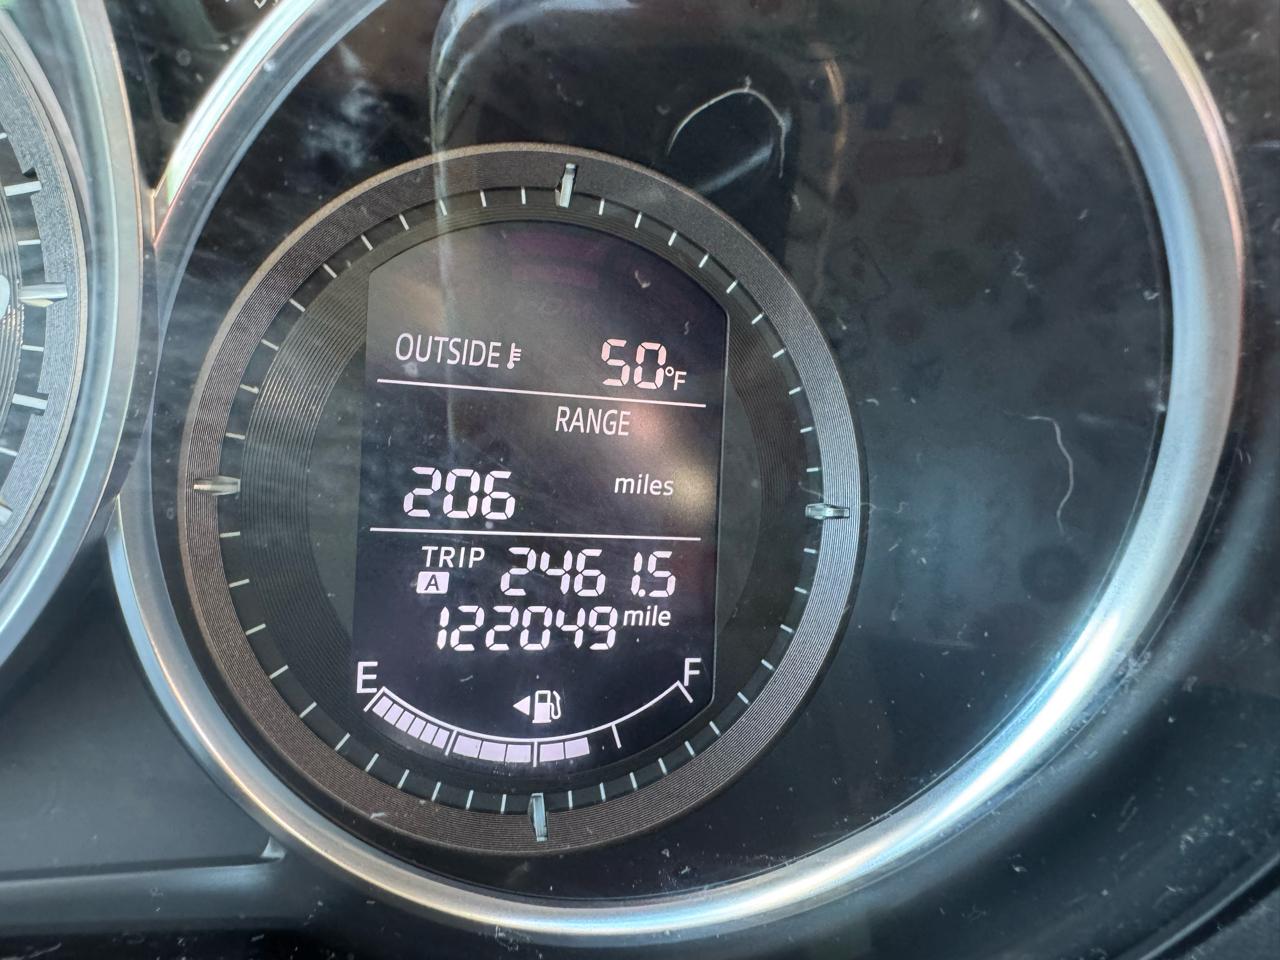 OUTSIDE 50°F
RANGE
206 miles
TRIP A 2461.5
122049 mile
E F